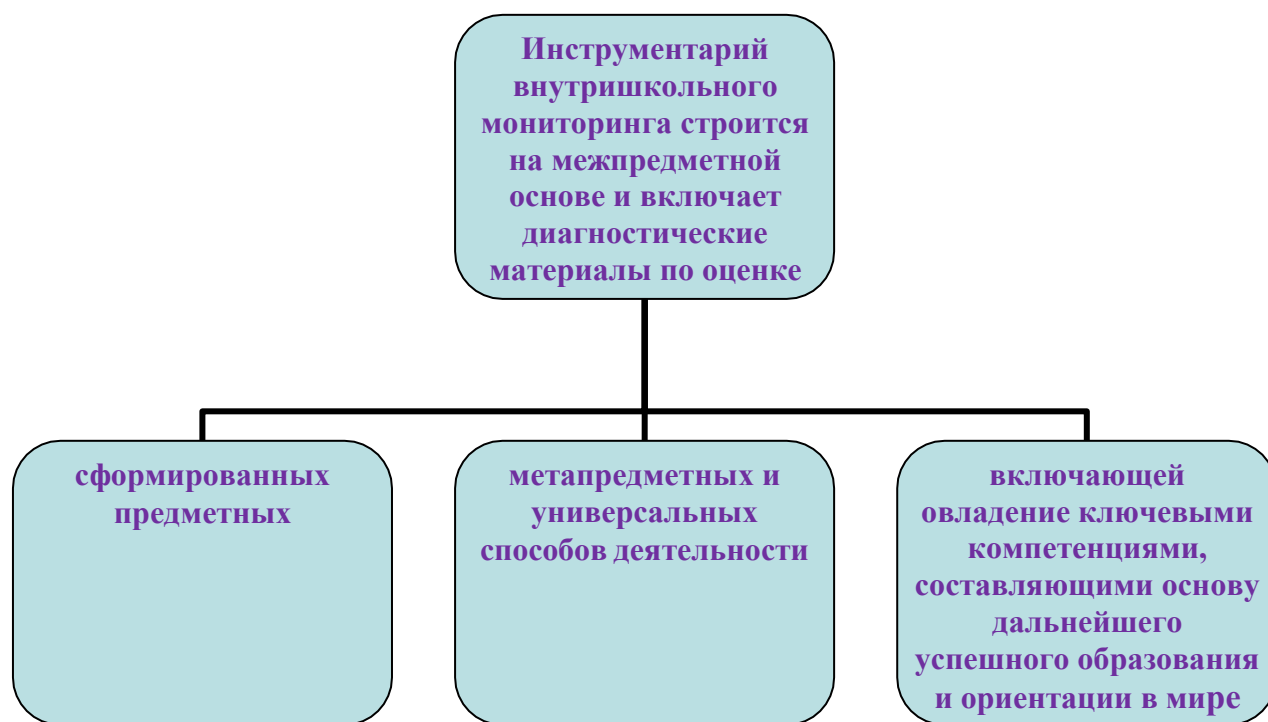 Инструментарий
внутришкольного
мониторинга строится
на межпредметной
основе и включает
диагностические
материалы по оценке
сформированных
предметных
метапредметных и
универсальных
способов деятельности
включающей
овладение ключевыми
компетенциями,
составляющими основу
дальнейшего
успешного образования
и ориентации в мире